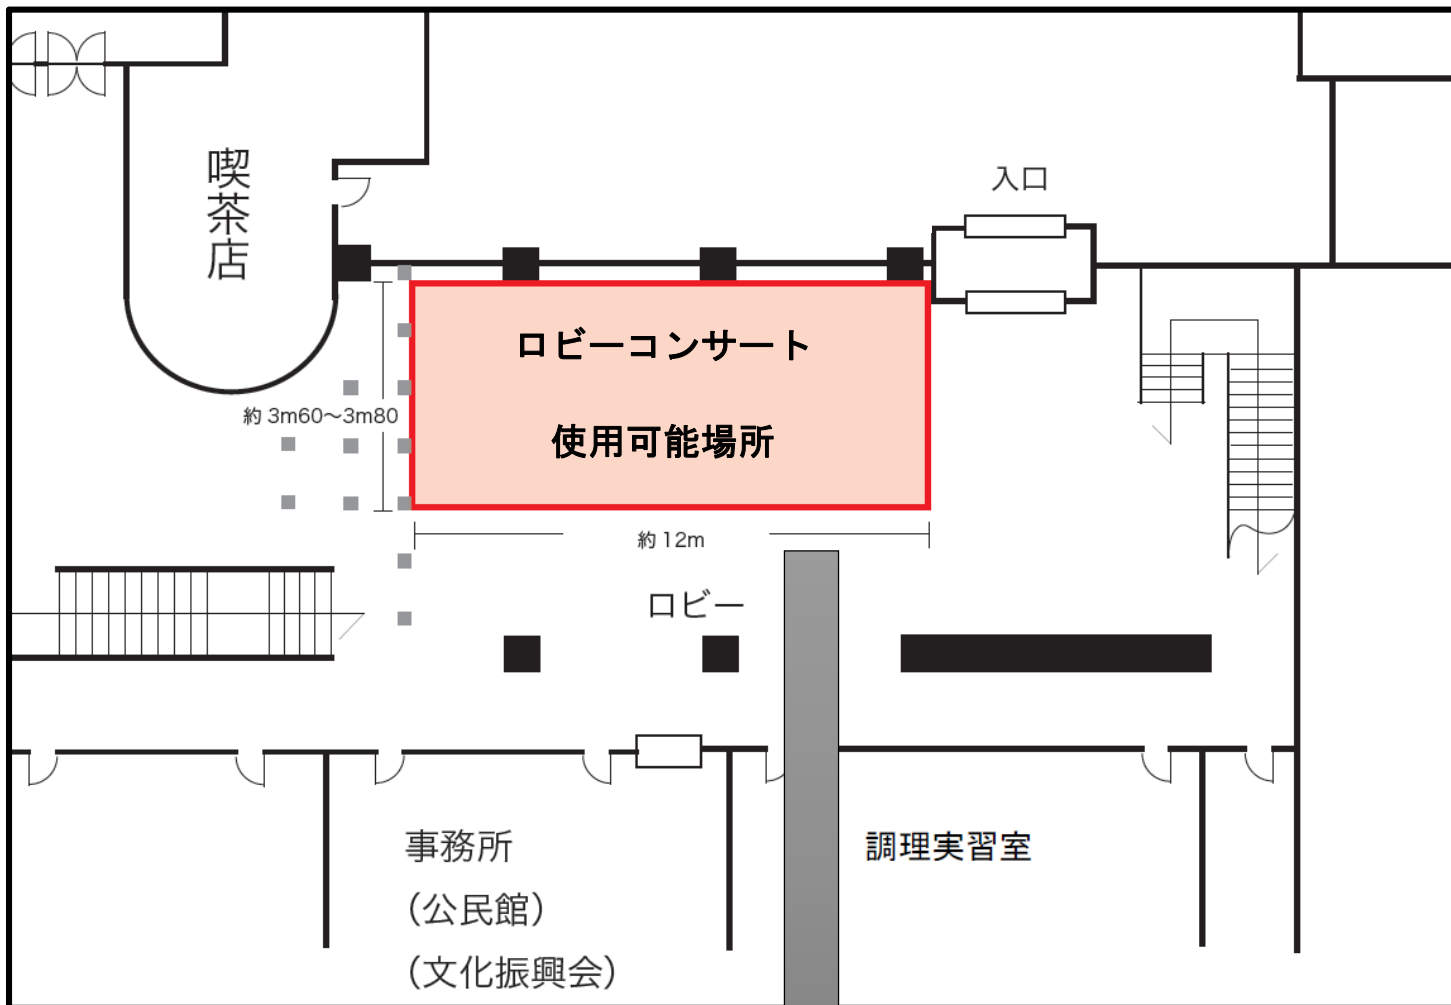 喫茶店
入口
ロビーコンサート
使用可能場所
約 3m60～3m80
約 12m
ロビー
事務所
（公民館）
（文化振興会）
調理実習室